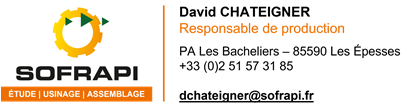 SOFRAPI
ÉTUDE | USINAGE | ASSEMBLAGE
David CHATEIGNER
Responsable de production
PA Les Bacheliers – 85590 Les Épesses
+33 (0)2 51 57 31 85
dchateigner@sofrapi.fr